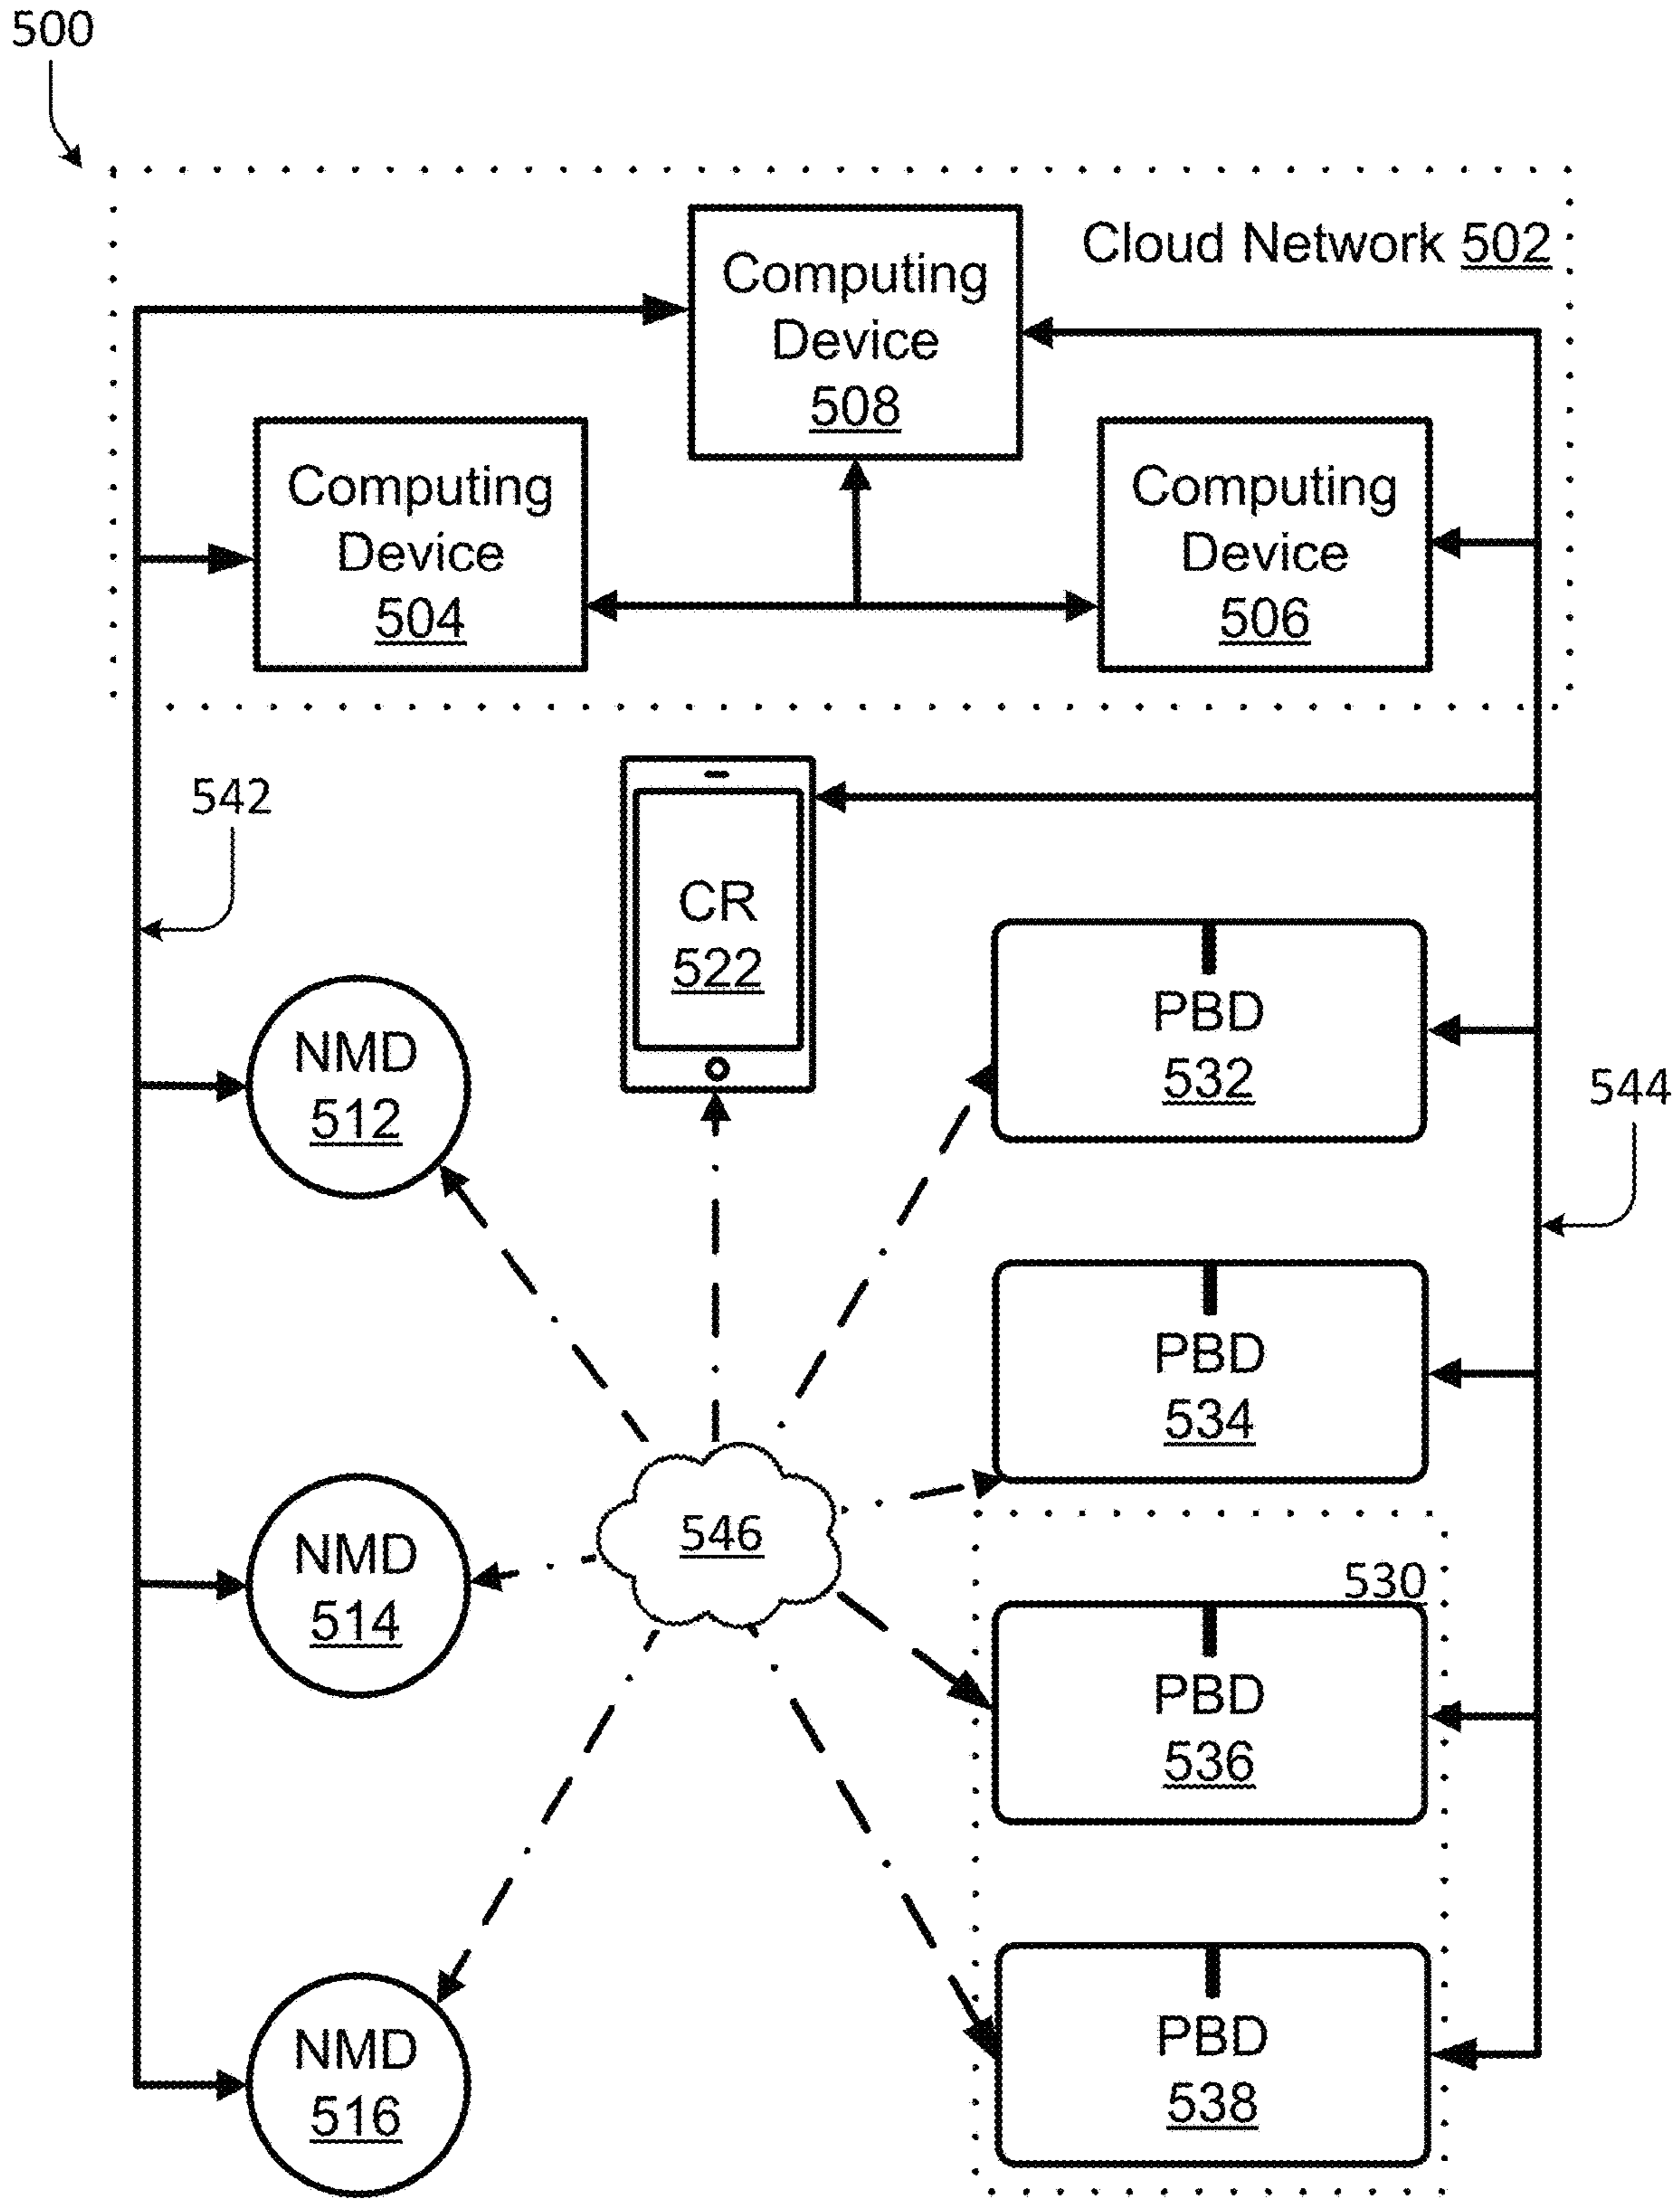 500
Cloud Network 502
Computing
Device
508
Computing
Device
504
Computing
Device
506
542
CR
522
NMD
512
PBD
532
544
PBD
534
546
NMD
514
530
PBD
536
NMD
516
PBD
538